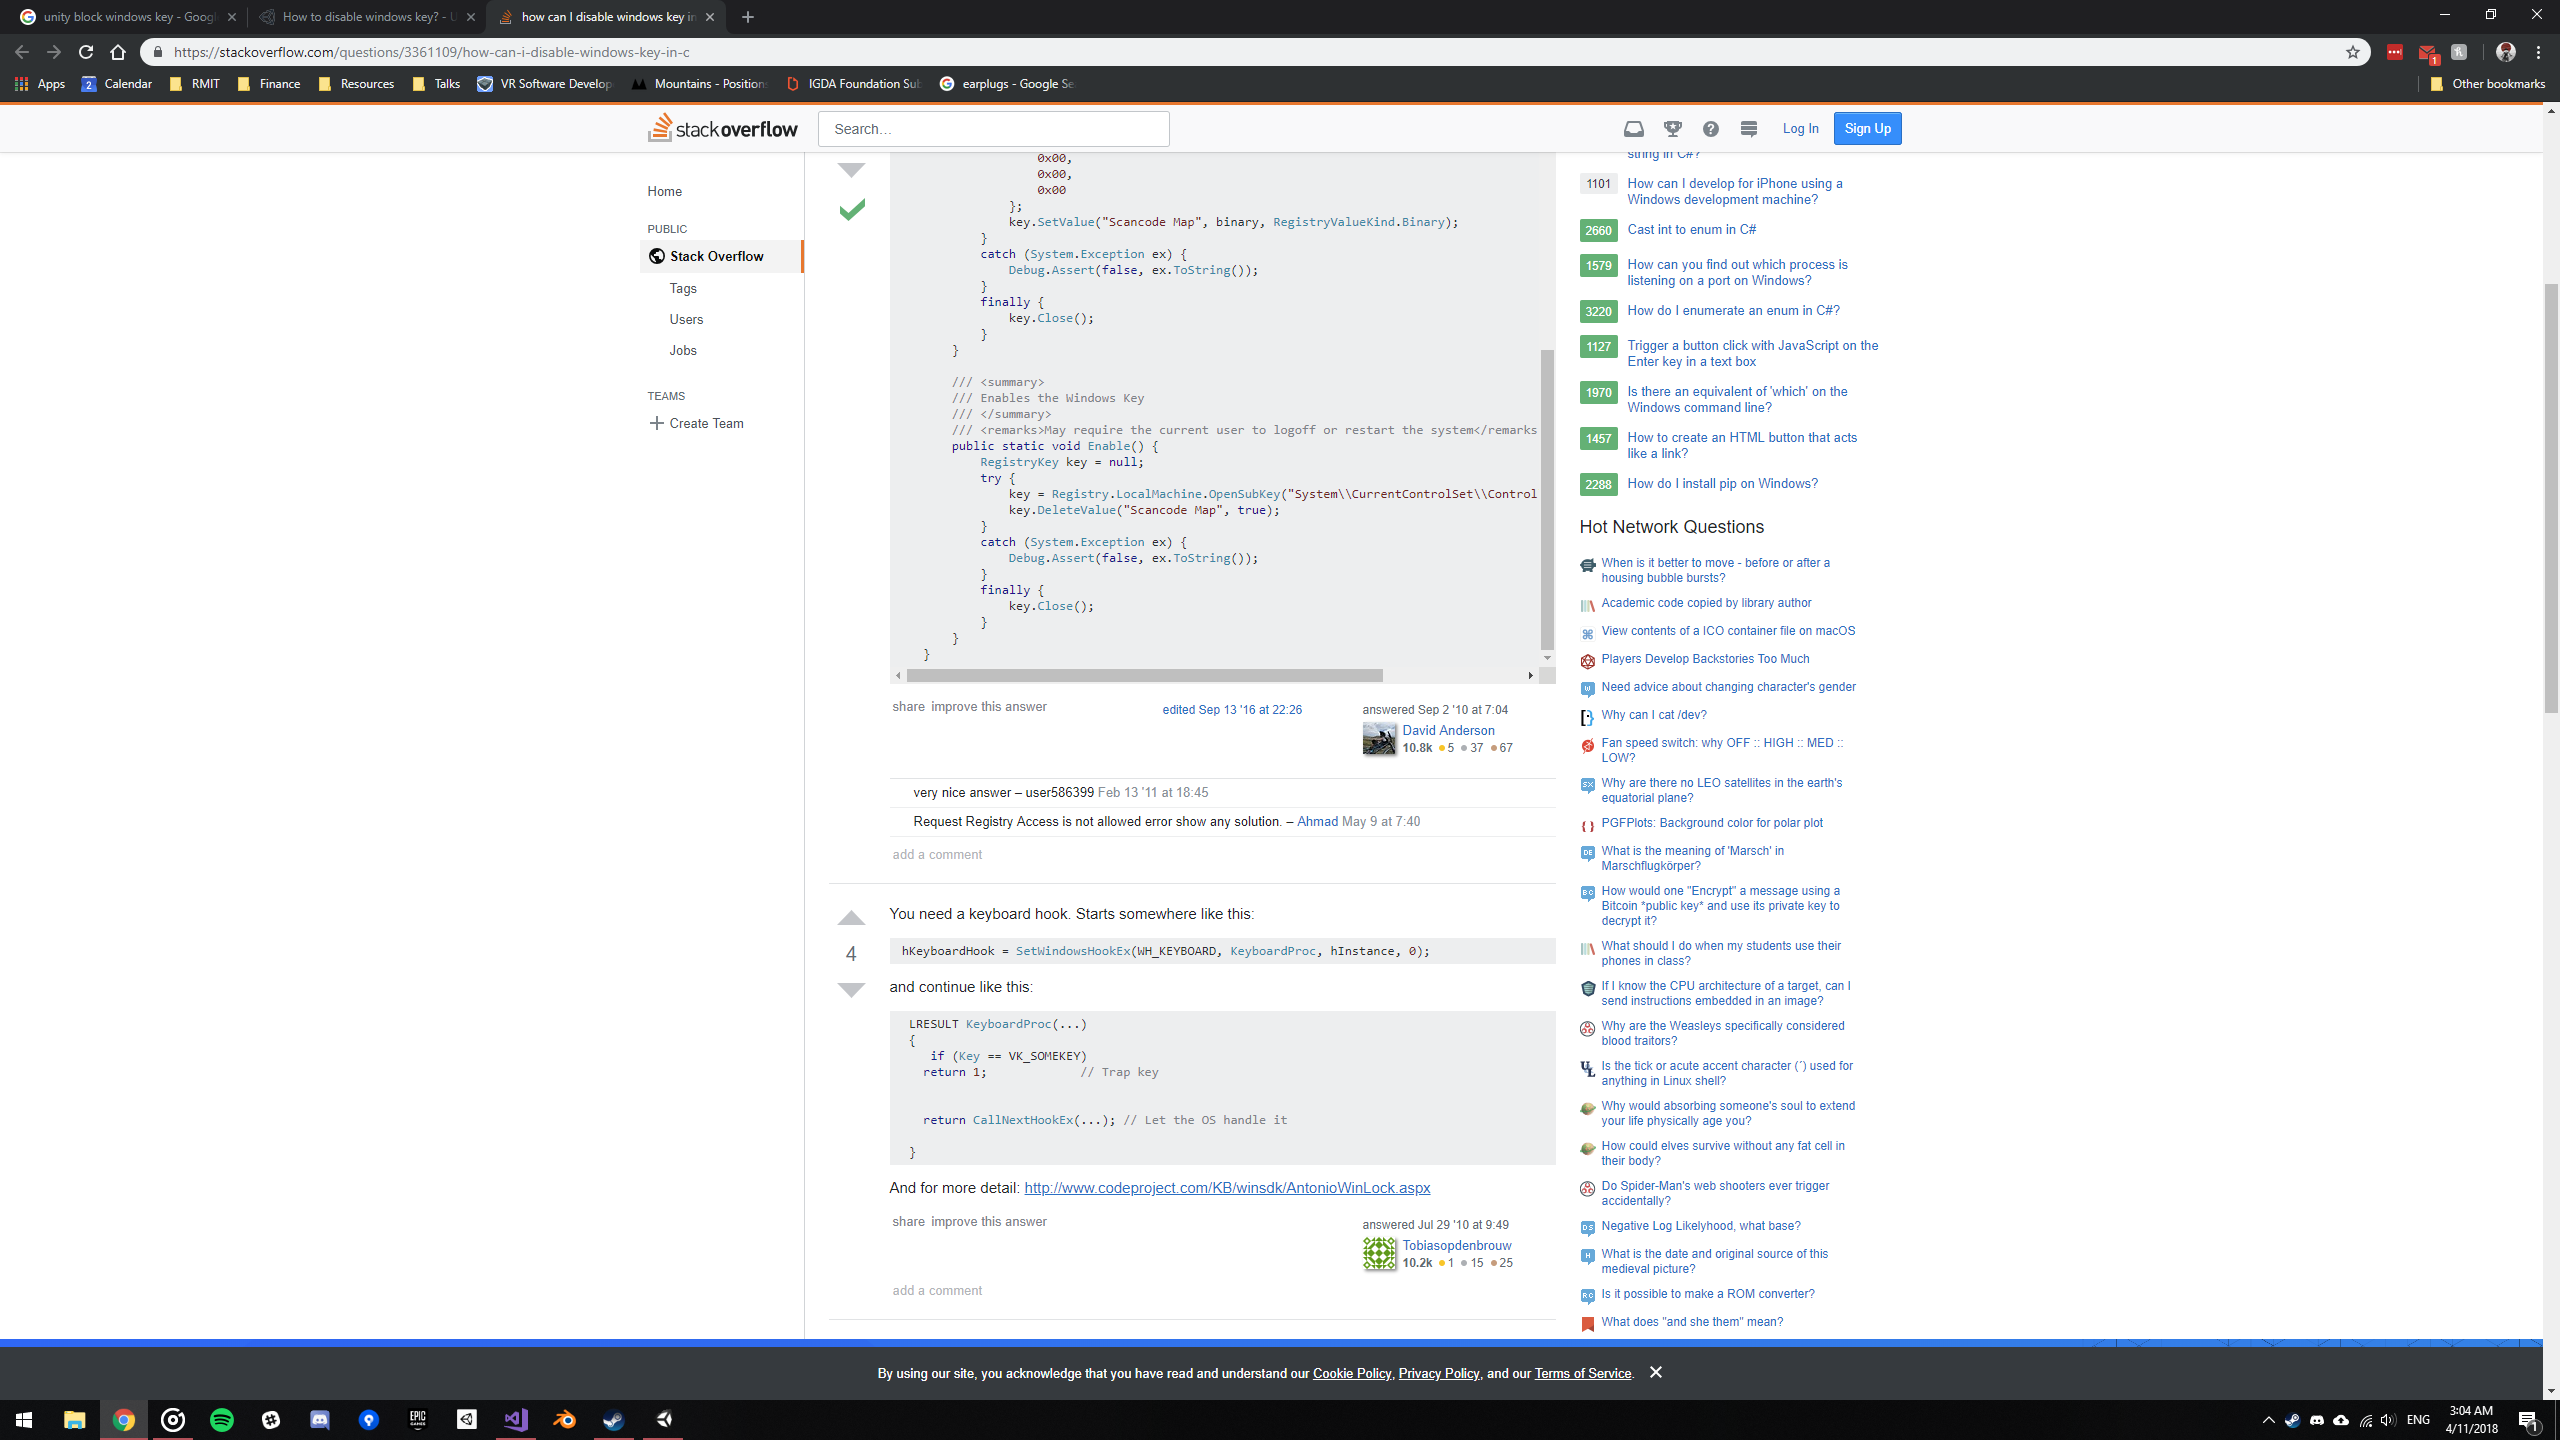 unity block windows key - Googl
How to disable windows key? - U
how can I disable windows key in
https://stackoverflow.com/questions/3361109/how-can-i-disable-windows-key-in-c
1
Apps
2
Calendar
RMIT
Finance
Resources
Talks
VR Software Develop
Mountains - Position
IGDA Foundation Sub
earplugs - Google Se
Other bookmarks
stackoverflow
Search…
Log In
Sign Up
Home
PUBLIC
Stack Overflow
Tags
Users
Jobs
TEAMS
Create Team
0x00,
0x00,
0x00
};
key.SetValue("Scancode Map", binary, RegistryValueKind.Binary);
}
catch (System.Exception ex) {
Debug.Assert(false, ex.ToString());
}
finally {
key.Close();
}
}
/// <summary>
/// Enables the Windows Key
/// </summary>
/// <remarks>May require the current user to logoff or restart the system</remarks
public static void Enable() {
RegistryKey key = null;
try {
key = Registry.LocalMachine.OpenSubKey("System\\CurrentControlSet\\Control
key.DeleteValue("Scancode Map", true);
}
catch (System.Exception ex) {
Debug.Assert(false, ex.ToString());
}
finally {
key.Close();
}
}
}
share improve this answer
edited Sep 13 '16 at 22:26
answered Sep 2 '10 at 7:04
David Anderson
10.8k 5 37 67
very nice answer – user586399 Feb 13 '11 at 18:45
Request Registry Access is not allowed error show any solution. – Ahmad May 9 at 7:40
add a comment
You need a keyboard hook. Starts somewhere like this:
4
hKeyboardHook = SetWindowsHookEx(WH_KEYBOARD, KeyboardProc, hInstance, 0);
and continue like this:
LRESULT KeyboardProc(...)
{
if (Key == VK_SOMEKEY)
return 1; // Trap key
return CallNextHookEx(...); // Let the OS handle it
}
And for more detail: http://www.codeproject.com/KB/winsdk/AntonioWinLock.aspx
share improve this answer
answered Jul 29 '10 at 9:49
Tobiasopdenbrouw
10.2k 1 15 25
add a comment
string in C#?
1101
How can I develop for iPhone using a
Windows development machine?
2660
Cast int to enum in C#
1579
How can you find out which process is
listening on a port on Windows?
3220
How do I enumerate an enum in C#?
1127
Trigger a button click with JavaScript on the
Enter key in a text box
1970
Is there an equivalent of 'which' on the
Windows command line?
1457
How to create an HTML button that acts
like a link?
2288
How do I install pip on Windows?
Hot Network Questions
When is it better to move - before or after a
housing bubble bursts?
Academic code copied by library author
View contents of a ICO container file on macOS
Players Develop Backstories Too Much
Need advice about changing character's gender
Why can I cat /dev?
Fan speed switch: why OFF :: HIGH :: MED ::
LOW?
Why are there no LEO satellites in the earth's
equatorial plane?
PGFPlots: Background color for polar plot
What is the meaning of 'Marsch' in
Marschflugkörper?
How would one "Encrypt" a message using a
Bitcoin *public key* and use its private key to
decrypt it?
What should I do when my students use their
phones in class?
If I know the CPU architecture of a target, can I
send instructions embedded in an image?
Why are the Weasleys specifically considered
blood traitors?
Is the tick or acute accent character (´) used for
anything in Linux shell?
Why would absorbing someone's soul to extend
your life physically age you?
How could elves survive without any fat cell in
their body?
Do Spider-Man's web shooters ever trigger
accidentally?
Negative Log Likelyhood, what base?
What is the date and original source of this
medieval picture?
Is it possible to make a ROM converter?
What does "and she them" mean?
By using our site, you acknowledge that you have read and understand our Cookie Policy, Privacy Policy, and our Terms of Service.
EPIC
GAMES
ENG
3:04 AM
4/11/2018
1